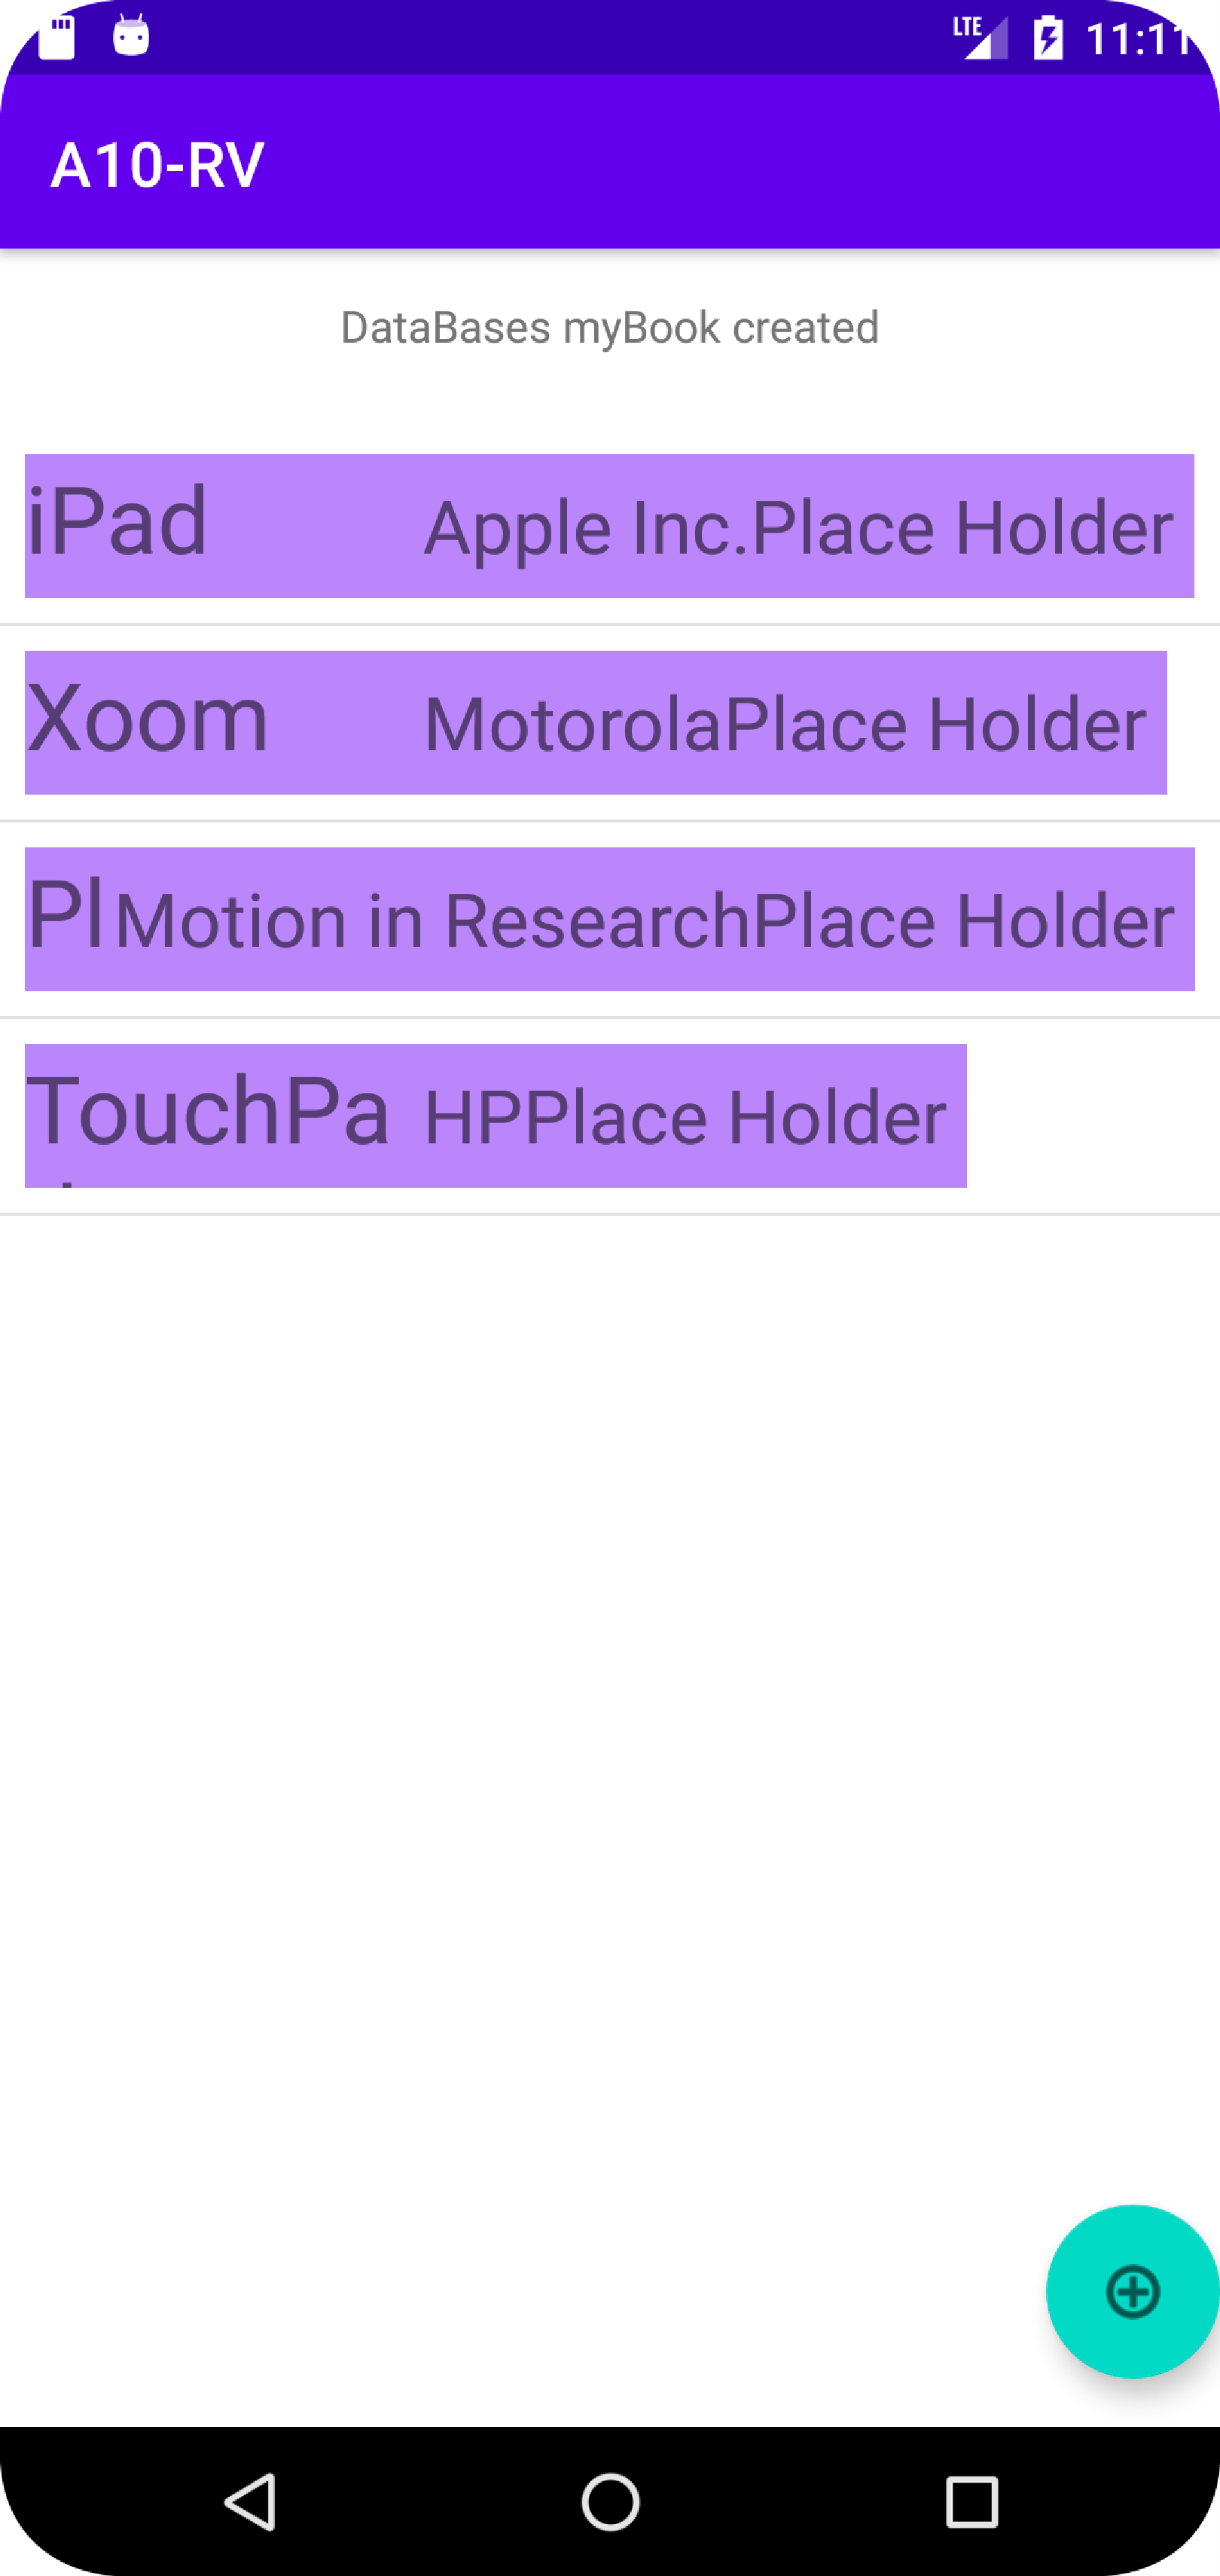 LTE 11:11
A10-RV
DataBases myBook created
iPad Apple Inc.Place Holder
Xoom MotorolaPlace Holder
Pl Motion in ResearchPlace Holder
TouchPa HPPlace Holder